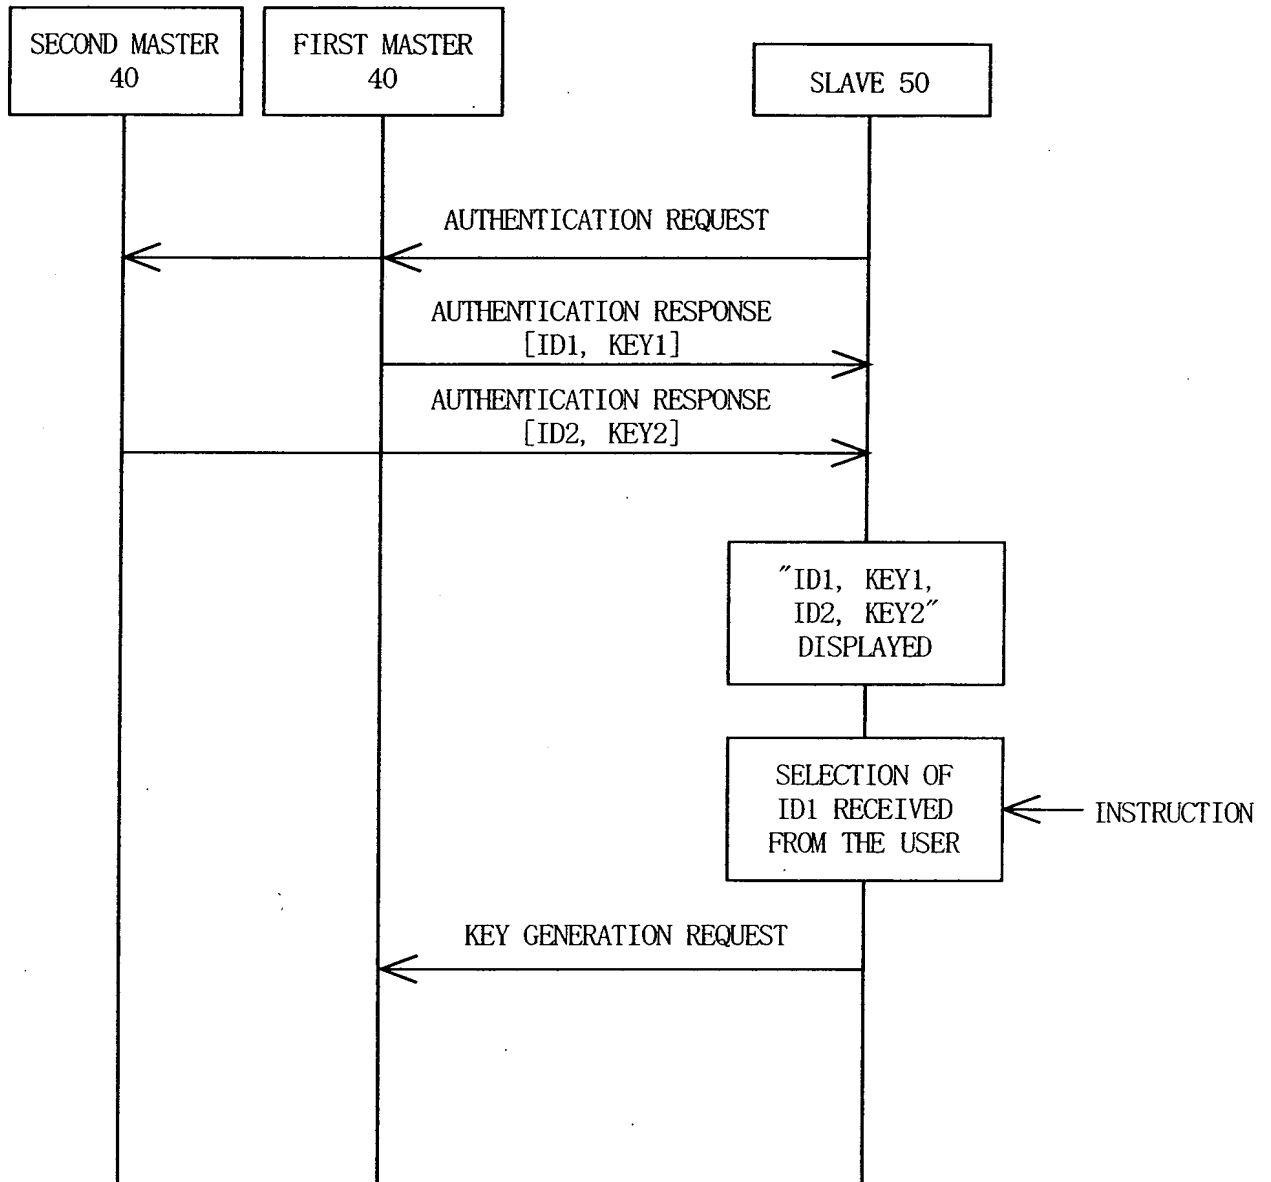 SECOND MASTER
40
FIRST MASTER
40
SLAVE 50
AUTHENTICATION REQUEST
AUTHENTICATION RESPONSE
[ID1, KEY1]
AUTHENTICATION RESPONSE
[ID2, KEY2]
"ID1, KEY1,
ID2, KEY2"
DISPLAYED
SELECTION OF
ID1 RECEIVED
FROM THE USER
INSTRUCTION
KEY GENERATION REQUEST